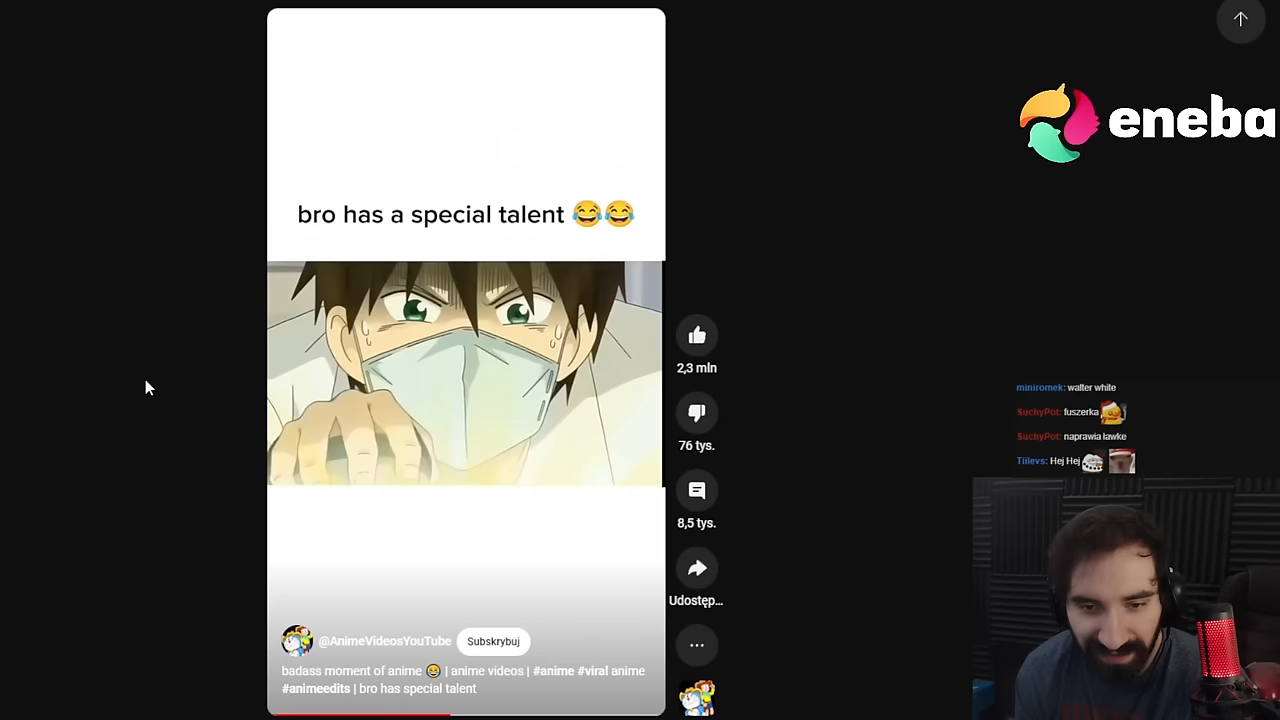 eneba
bro has a special talent 😂😂
2,3 mln
76 tys.
8,5 tys.
Udostęp...
miniromek: walter white
SuchyPot: fuszerka
SuchyPot: naprawia ławke
Tiilevs: Hej Hej
@AnimeVideosYouTube Subskrybuj
badass moment of anime 😂 | anime videos | #anime #viral anime
#animeedits | bro has special talent